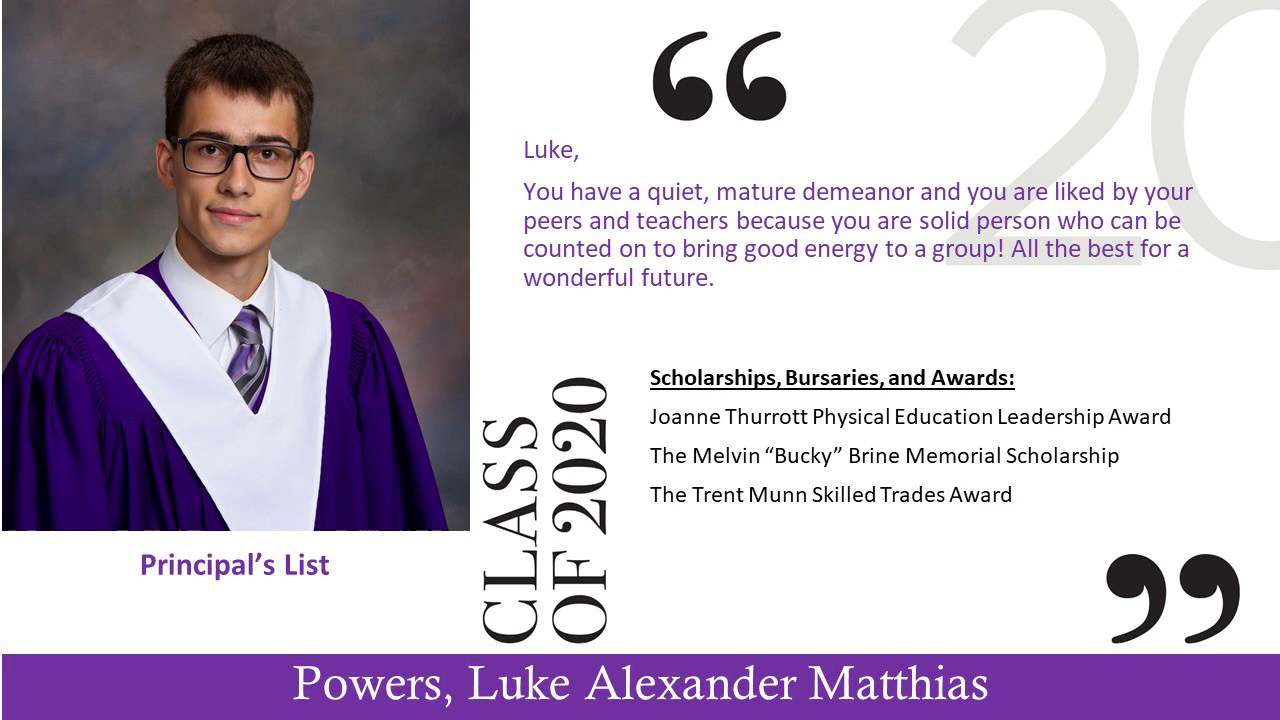 20
“
Luke,
You have a quiet, mature demeanor and you are liked by your
peers and teachers because you are solid person who can be
counted on to bring good energy to a group! All the best for a
wonderful future.
Scholarships, Bursaries, and Awards:
Joanne Thurrott Physical Education Leadership Award
The Melvin “Bucky” Brine Memorial Scholarship
The Trent Munn Skilled Trades Award
CLASS
OF 2020
”
Principal’s List
Powers, Luke Alexander Matthias